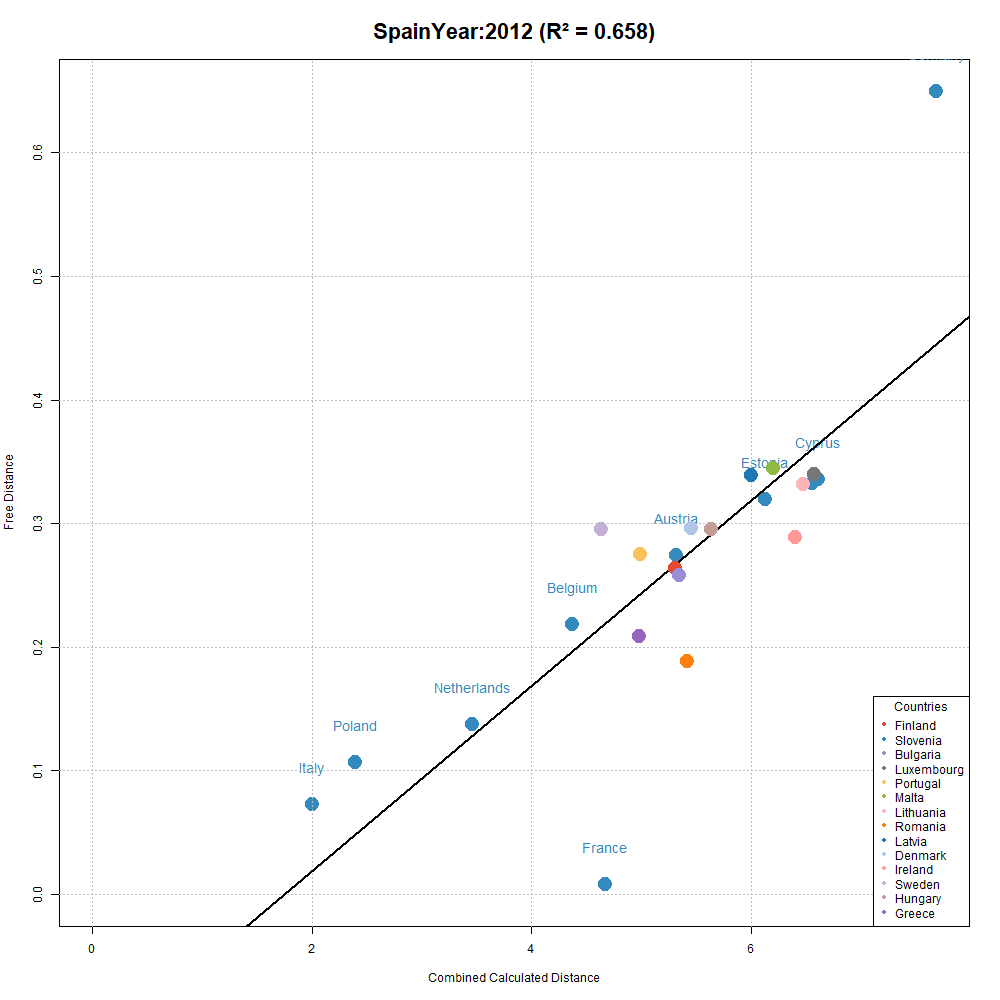 SpainYear:2012 (R² = 0.658)
0.6
0.5
0.4
0.3
0.2
0.1
0.0
Free Distance
Cyprus
Estonia
Austria
Belgium
Netherlands
Poland
Italy
France
Countries
Finland
Slovenia
Bulgaria
Luxembourg
Portugal
Malta
Lithuania
Romania
Latvia
Denmark
Ireland
Sweden
Hungary
Greece
0 2 4 6
Combined Calculated Distance